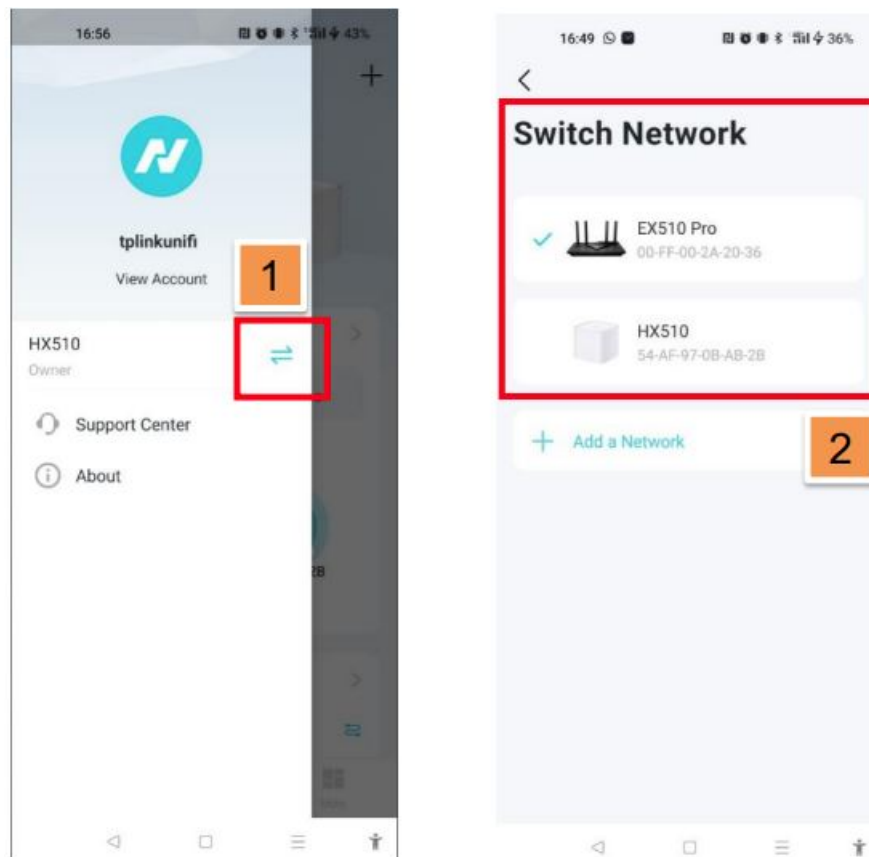 16:56
43%
tplinkunifi
View Account
1
HX510
Owner
Support Center
About
2B
16:49
36%
Switch Network
EX510 Pro
00-FF-00-2A-20-36
HX510
54-AF-97-0B-AB-2B
Add a Network
2